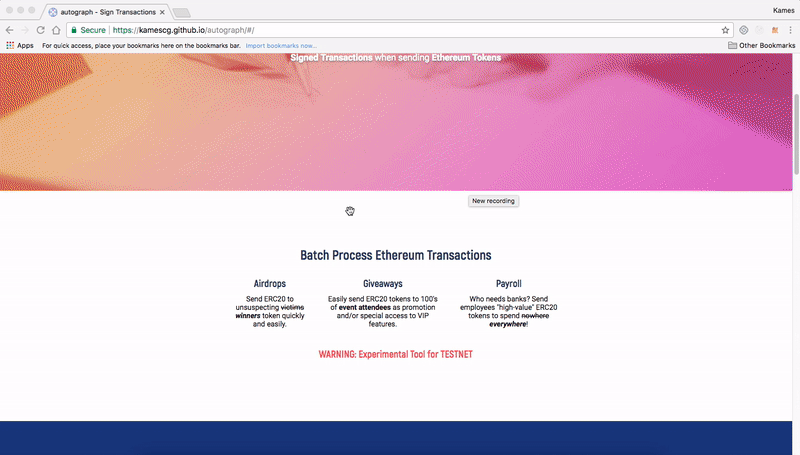 autograph - Sign Transactions
Kames
Secure
https://kamescg.github.io/autograph/#/
Apps
For quick access, place your bookmarks here on the bookmarks bar. Import bookmarks now...
Other Bookmarks
Signed Transactions when sending Ethereum Tokens
New recording
Batch Process Ethereum Transactions
Airdrops
Send ERC20 to
unsuspecting victims
winners token quickly
and easily.
Giveaways
Easily send ERC20 tokens to 100's
of event attendees as promotion
and/or special access to VIP
features.
Payroll
Who needs banks? Send
employees "high-value" ERC20
tokens to spend nowhere
everywhere!
WARNING: Experimental Tool for TESTNET